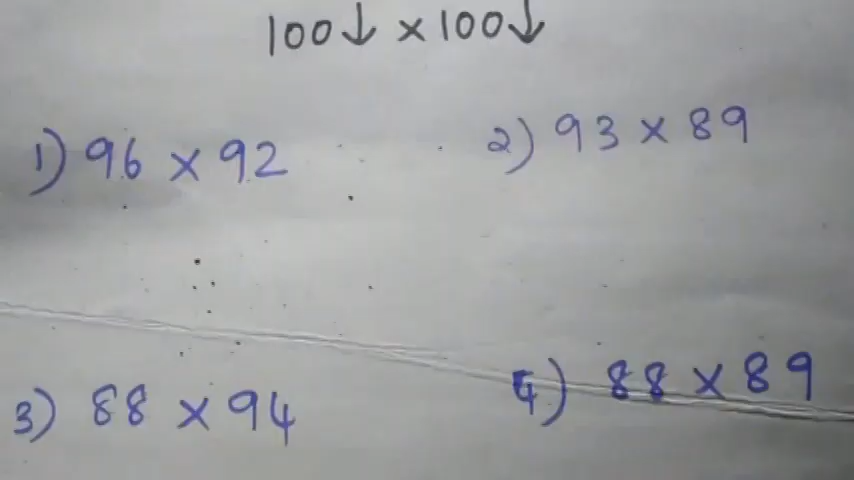 100↓ × 100↓
1) 96 × 92
2) 93 × 89
3) 88 × 94
4) 88 × 89